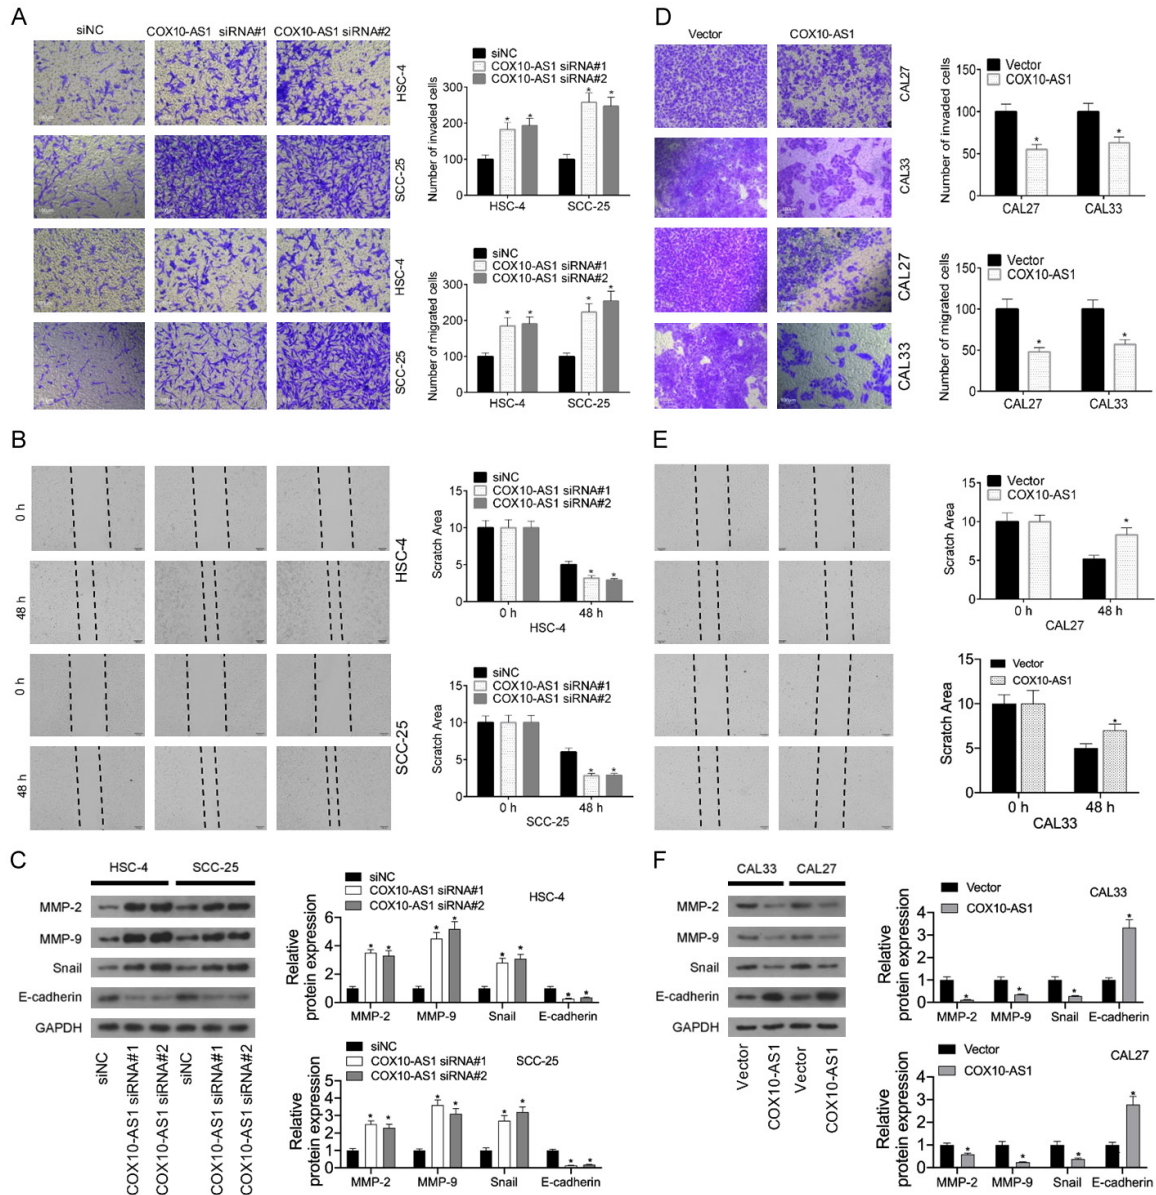 A
siNC
COX10-AS1 siRNA#1
COX10-AS1 siRNA#2
HSC-4
SCC-25
HSC-4
SCC-25
siNC
COX10-AS1 siRNA#1
COX10-AS1 siRNA#2
Number of invaded cells
300
200
100
0
* * * *
HSC-4 SCC-25
siNC
COX10-AS1 siRNA#1
COX10-AS1 siRNA#2
Number of migrated cells
300
200
100
0
* * * *
HSC-4 SCC-25
D
Vector COX10-AS1
CAL27
CAL33
CAL27
CAL33
Vector
COX10-AS1
Number of invaded cells
150
100
50
0
* *
CAL27 CAL33
Vector
COX10-AS1
Number of migrated cells
150
100
50
0
* *
CAL27 CAL33
B
0 h
48 h
0 h
48 h
HSC-4
SCC-25
siNC
COX10-AS1 siRNA#1
COX10-AS1 siRNA#2
Scratch Area
15
10
5
0
* *
0 h 48 h
HSC-4
siNC
COX10-AS1 siRNA#1
COX10-AS1 siRNA#2
Scratch Area
15
10
5
0
* *
0 h 48 h
SCC-25
E
Vector
COX10-AS1
Scratch Area
15
10
5
0
*
0 h 48 h
CAL27
Vector
COX10-AS1
Scratch Area
15
10
5
0
*
0 h 48 h
CAL33
C
HSC-4 SCC-25
MMP-2
MMP-9
Snail
E-cadherin
GAPDH
siNC
COX10-AS1 siRNA#1
COX10-AS1 siRNA#2
siNC
COX10-AS1 siRNA#1
COX10-AS1 siRNA#2
siNC
COX10-AS1 siRNA#1
COX10-AS1 siRNA#2
HSC-4
Relative
protein expression
6
4
2
0
* * * * * * * *
MMP-2 MMP-9 Snail E-cadherin
siNC
COX10-AS1 siRNA#1
COX10-AS1 siRNA#2
SCC-25
Relative
protein expression
4
3
2
1
0
* * * * * * * *
MMP-2 MMP-9 Snail E-cadherin
F
CAL33 CAL27
MMP-2
MMP-9
Snail
E-cadherin
GAPDH
Vector
COX10-AS1
Vector
COX10-AS1
Vector
COX10-AS1
CAL33
Relative
protein expression
4
3
2
1
0
* * * *
MMP-2 MMP-9 Snail E-cadherin
Vector
COX10-AS1
CAL27
Relative
protein expression
4
3
2
1
0
* * * *
MMP-2 MMP-9 Snail E-cadherin